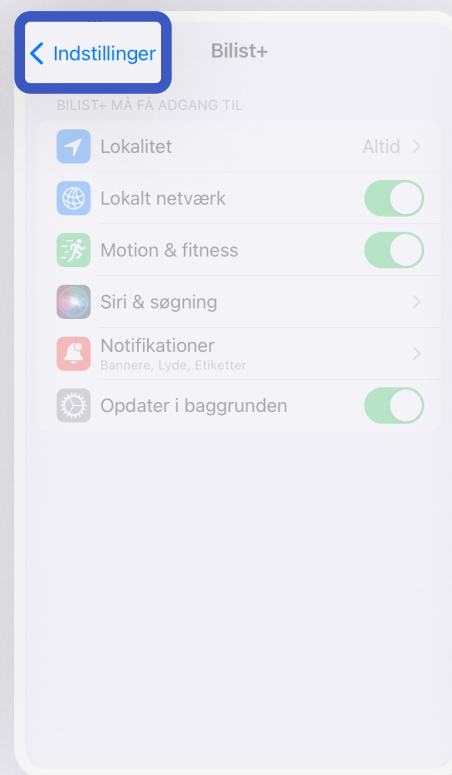 Indstillinger
Bilist+
BILIST+ MÅ FÅ ADGANG TIL
Lokalitet
Altid
Lokalt netværk
Motion & fitness
Siri & søgning
Notifikationer
Bannere, Lyde, Etiketter
Opdater i baggrunden